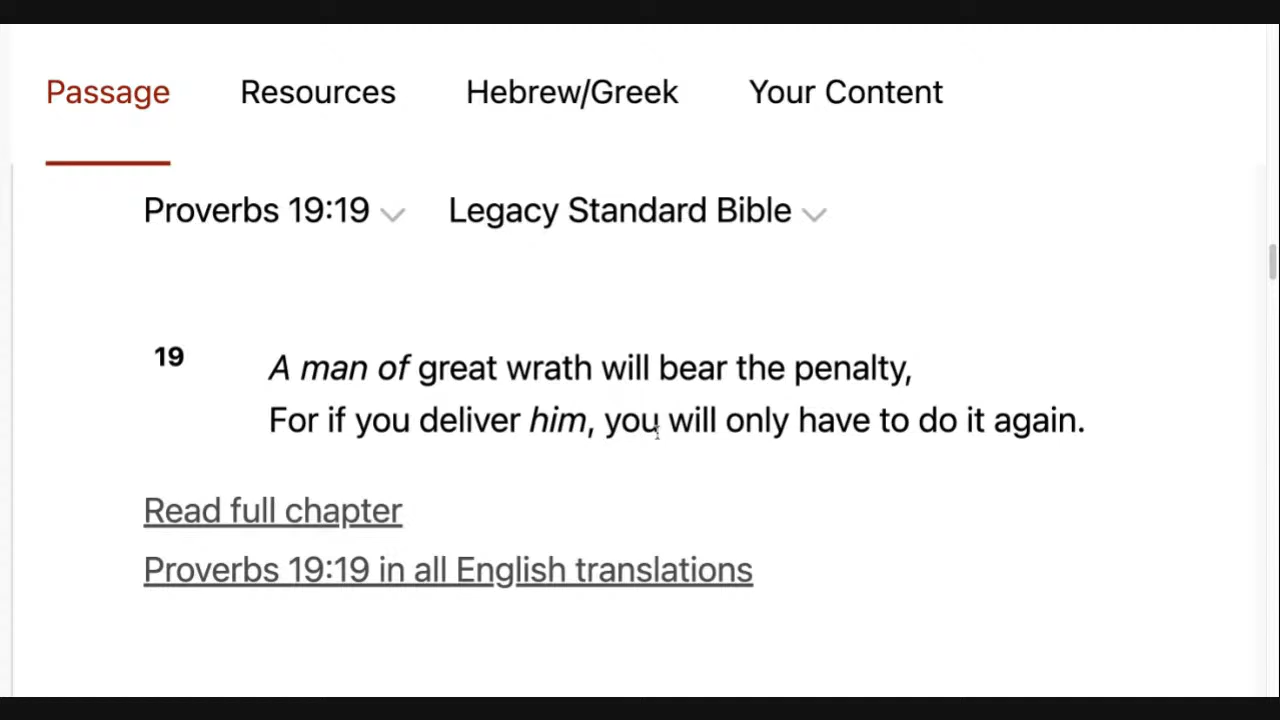 Passage Resources Hebrew/Greek Your Content
Proverbs 19:19 Legacy Standard Bible
19 A man of great wrath will bear the penalty,
For if you deliver him, you will only have to do it again.
Read full chapter
Proverbs 19:19 in all English translations